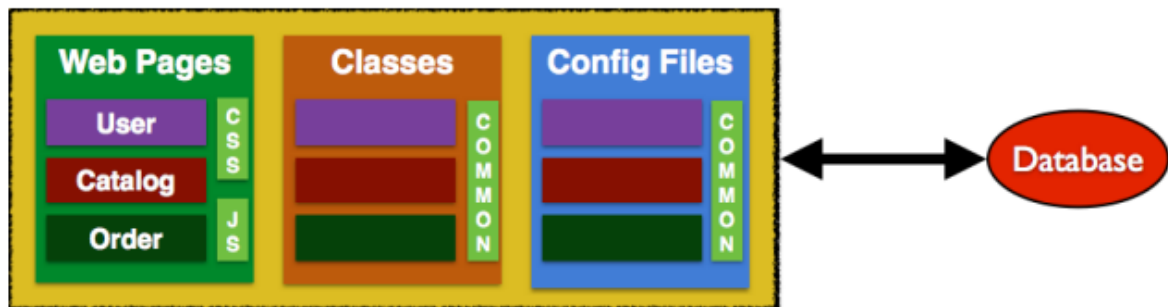 Web Pages
User
Catalog
Order
CSS
JS
Classes
COMMON
Config Files
COMMON
Database